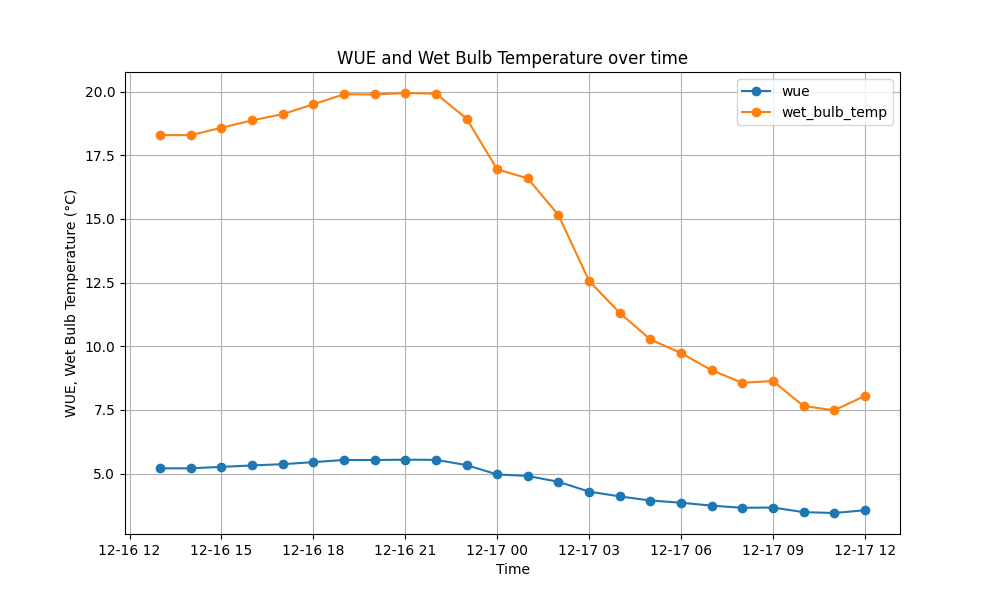 WUE and Wet Bulb Temperature over time
wue
wet_bulb_temp
WUE, Wet Bulb Temperature (°C)
20.0
17.5
15.0
12.5
10.0
7.5
5.0
12-16 12 12-16 15 12-16 18 12-16 21 12-17 00 12-17 03 12-17 06 12-17 09 12-17 12
Time